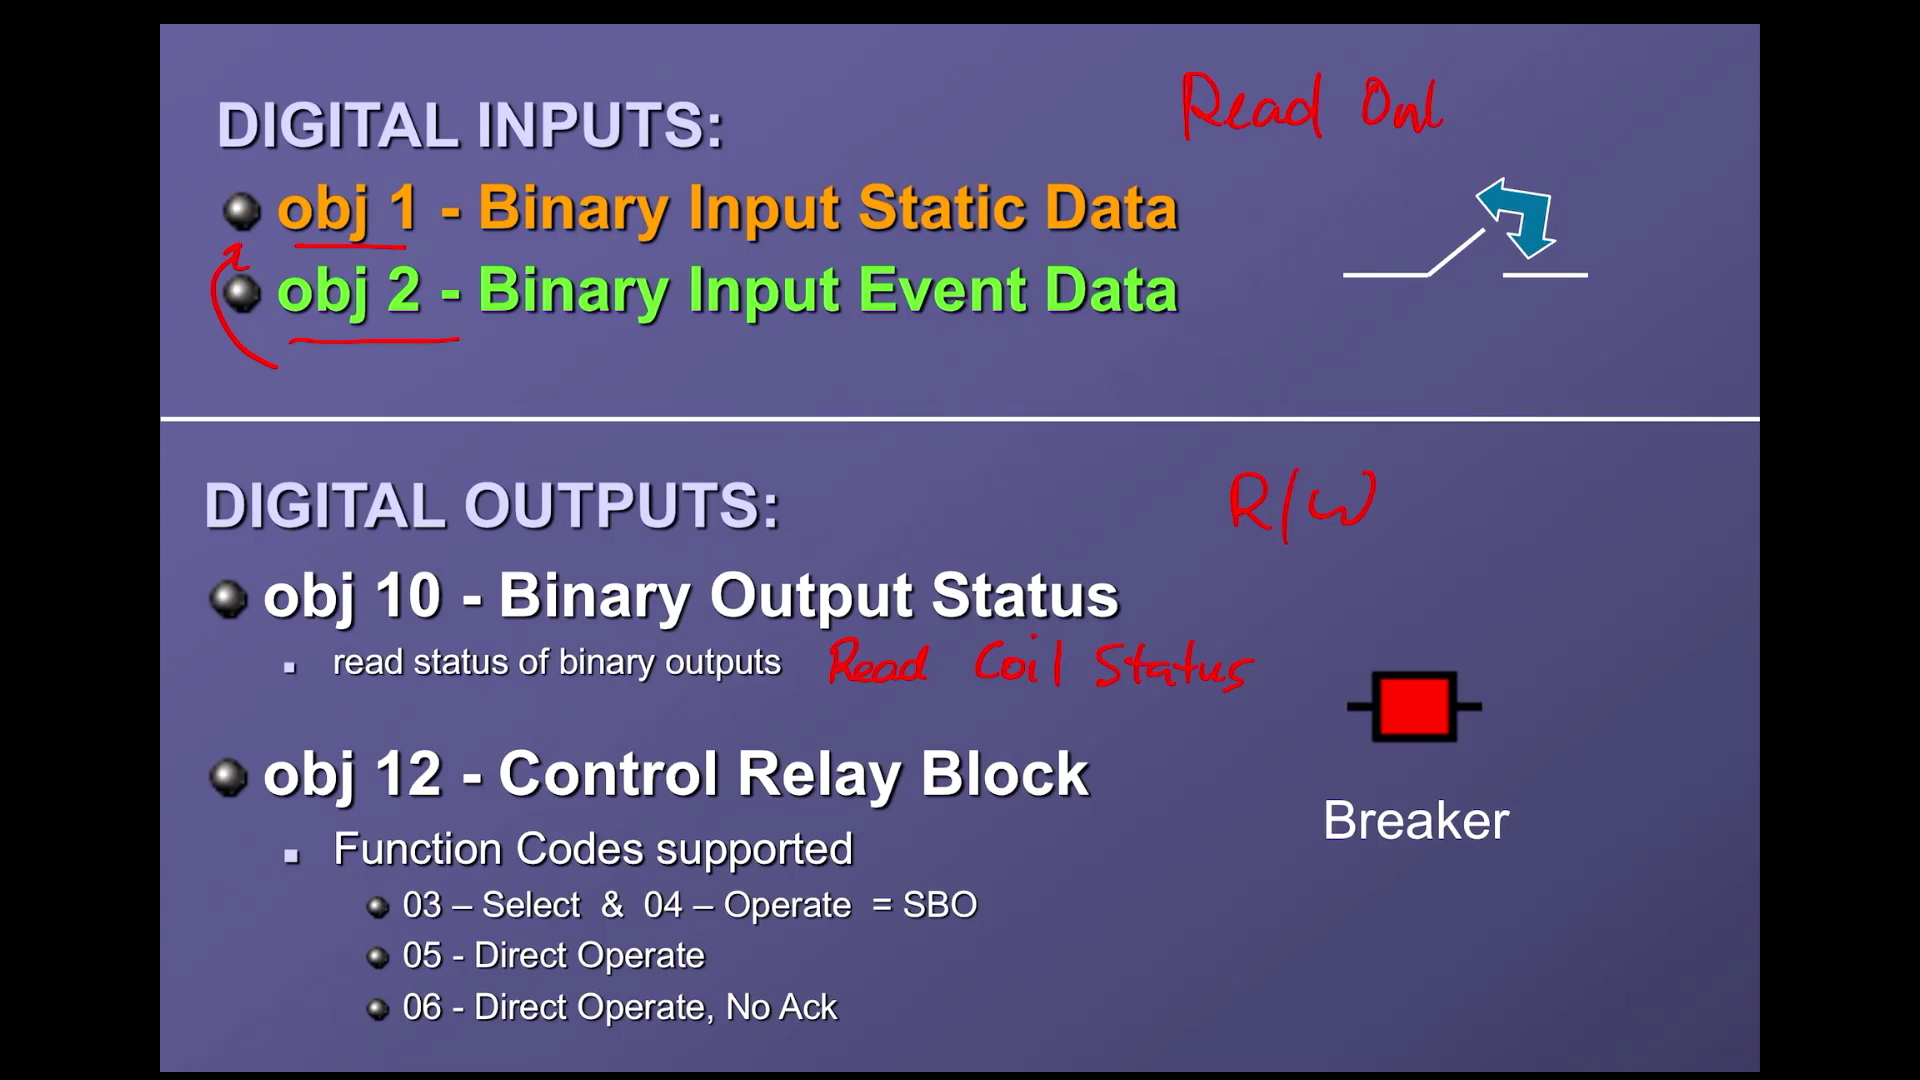 DIGITAL INPUTS:
Read Onl
obj 1 - Binary Input Static Data
obj 2 - Binary Input Event Data
DIGITAL OUTPUTS:
R/W
obj 10 - Binary Output Status
read status of binary outputs
Read Coil Status
obj 12 - Control Relay Block
Breaker
Function Codes supported
03 – Select & 04 – Operate = SBO
05 - Direct Operate
06 - Direct Operate, No Ack